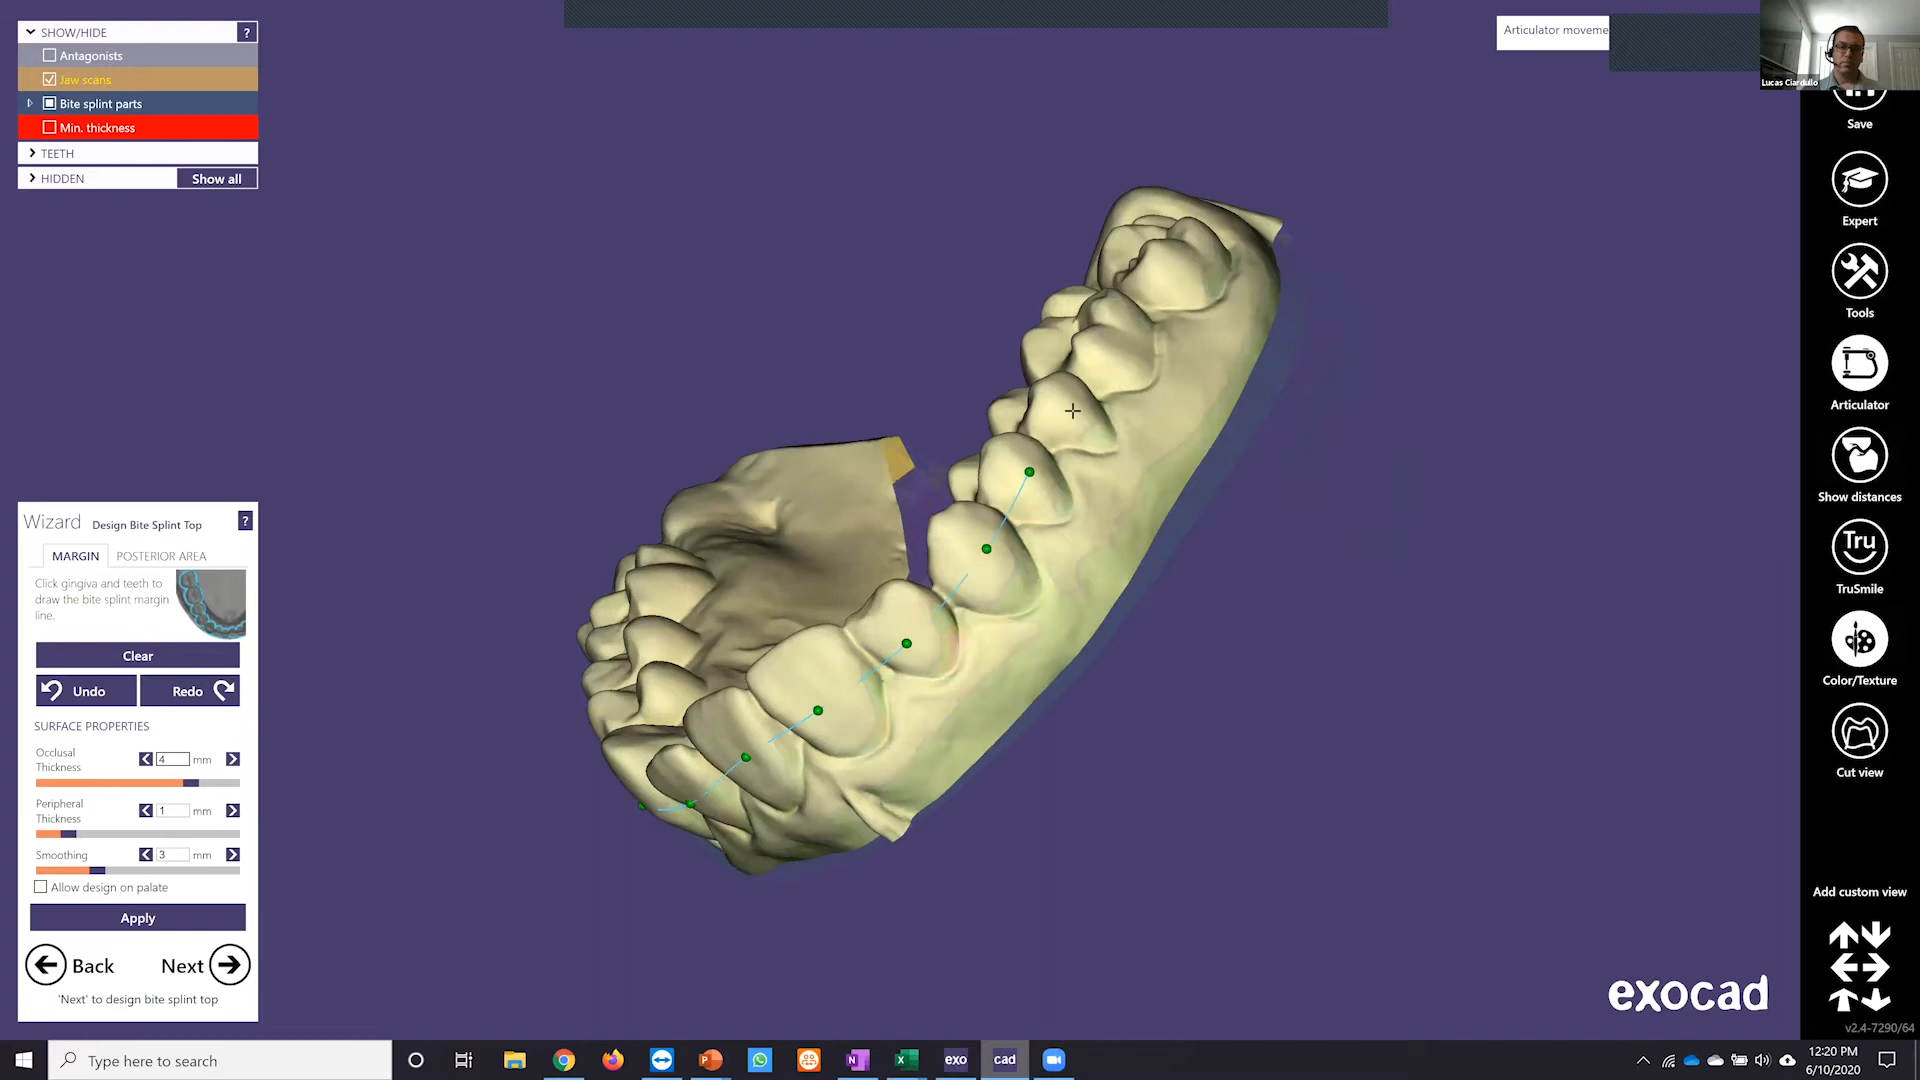 SHOW/HIDE
?
Antagonists
Jaw scans
Bite splint parts
Min. thickness
TEETH
HIDDEN
Show all
Articulator moveme
Lucas Ciardullo
Save
Expert
Tools
Articulator
Show distances
Tru
TruSmile
Color/Texture
Cut view
Add custom view
Wizard Design Bite Splint Top ?
MARGIN POSTERIOR AREA
Click gingiva and teeth to
draw the bite splint margin
line.
Clear
Undo Redo
SURFACE PROPERTIES
Occlusal
Thickness 4 mm
Peripheral
Thickness 1 mm
Smoothing 3 mm
Allow design on palate
Apply
Back Next
'Next' to design bite splint top
exocad
v2.4-7290/64
Type here to search
exo cad
12:20 PM
6/10/2020